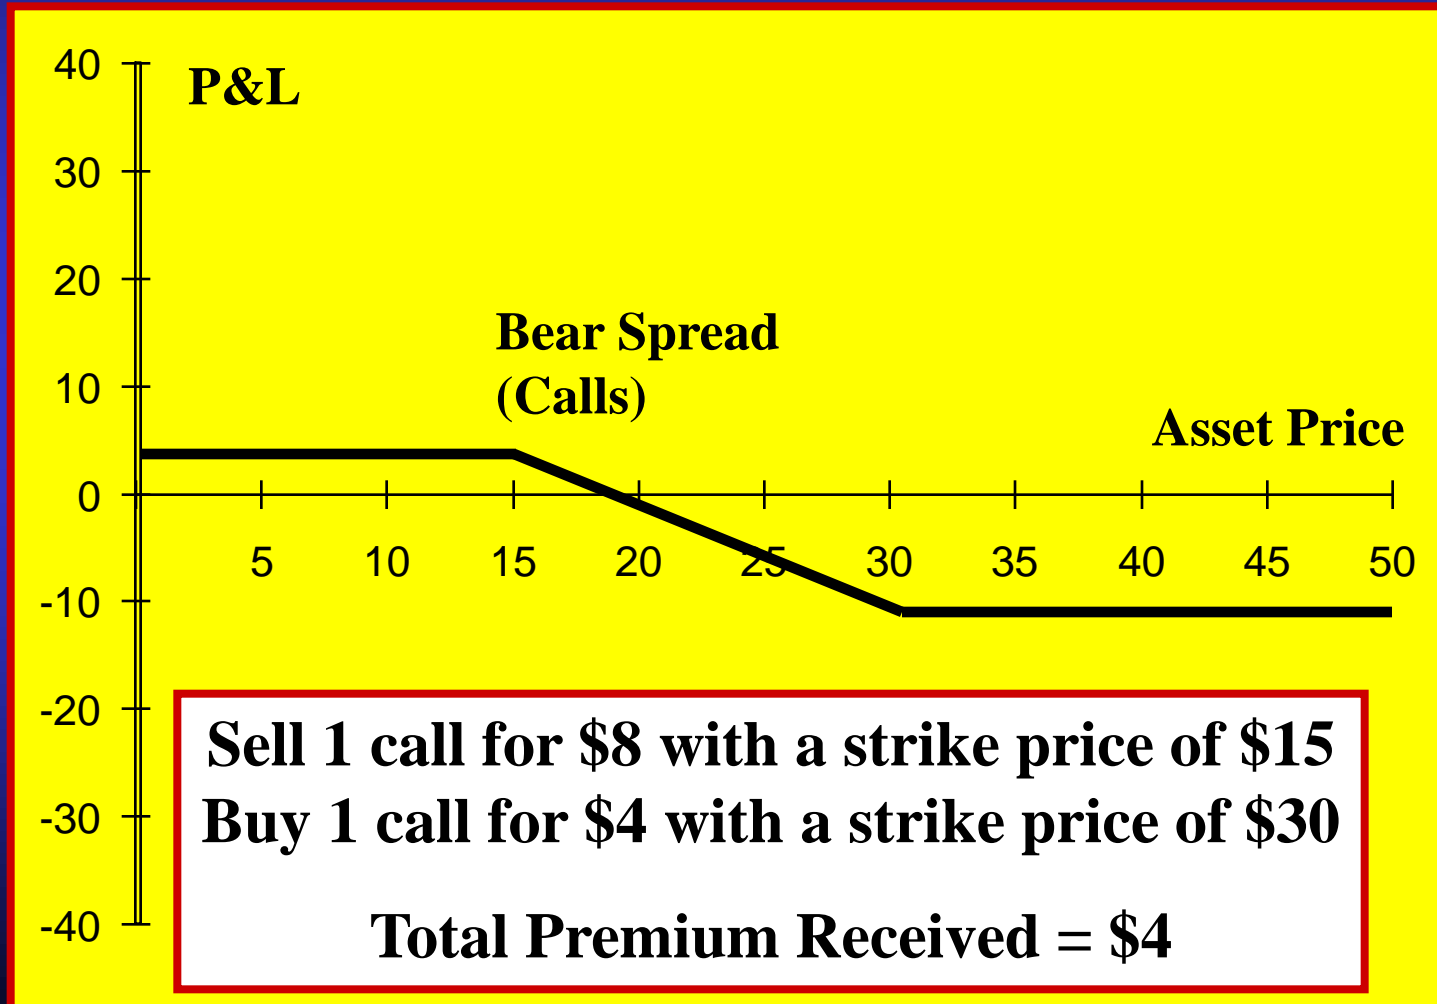 40
P&L
30
20
Bear Spread
(Calls)
10
Asset Price
0
5 10 15 20 25 30 35 40 45 50
-10
-20
Sell 1 call for $8 with a strike price of $15
-30
Buy 1 call for $4 with a strike price of $30
-40
Total Premium Received = $4